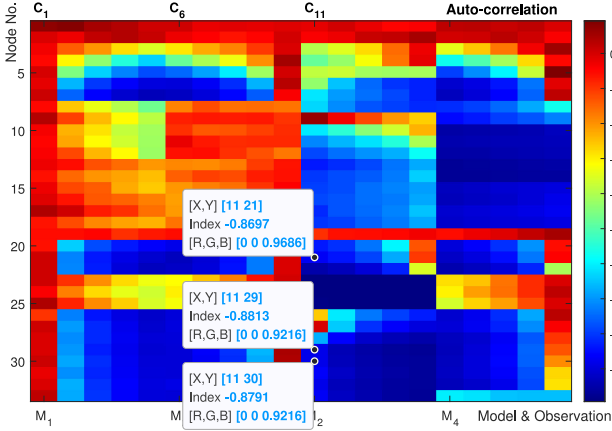 C1 C6 C11 Auto-correlation
Node No.
5
10
15
20
25
30
[X,Y] [11 21]
Index -0.8697
[R,G,B] [0 0 0.9686]
[X,Y] [11 29]
Index -0.8813
[R,G,B] [0 0 0.9216]
[X,Y] [11 30]
Index -0.8791
[R,G,B] [0 0 0.9216]
M1 M 2 M4 Model & Observation